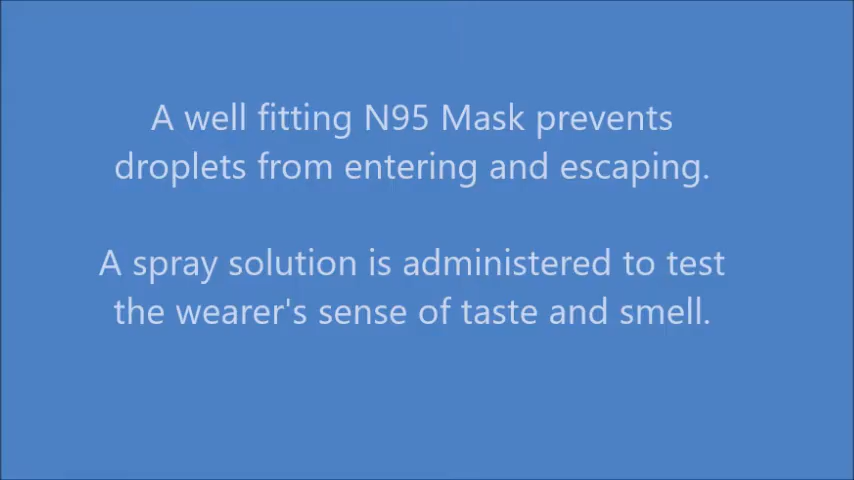 A well fitting N95 Mask prevents
droplets from entering and escaping.
A spray solution is administered to test
the wearer's sense of taste and smell.